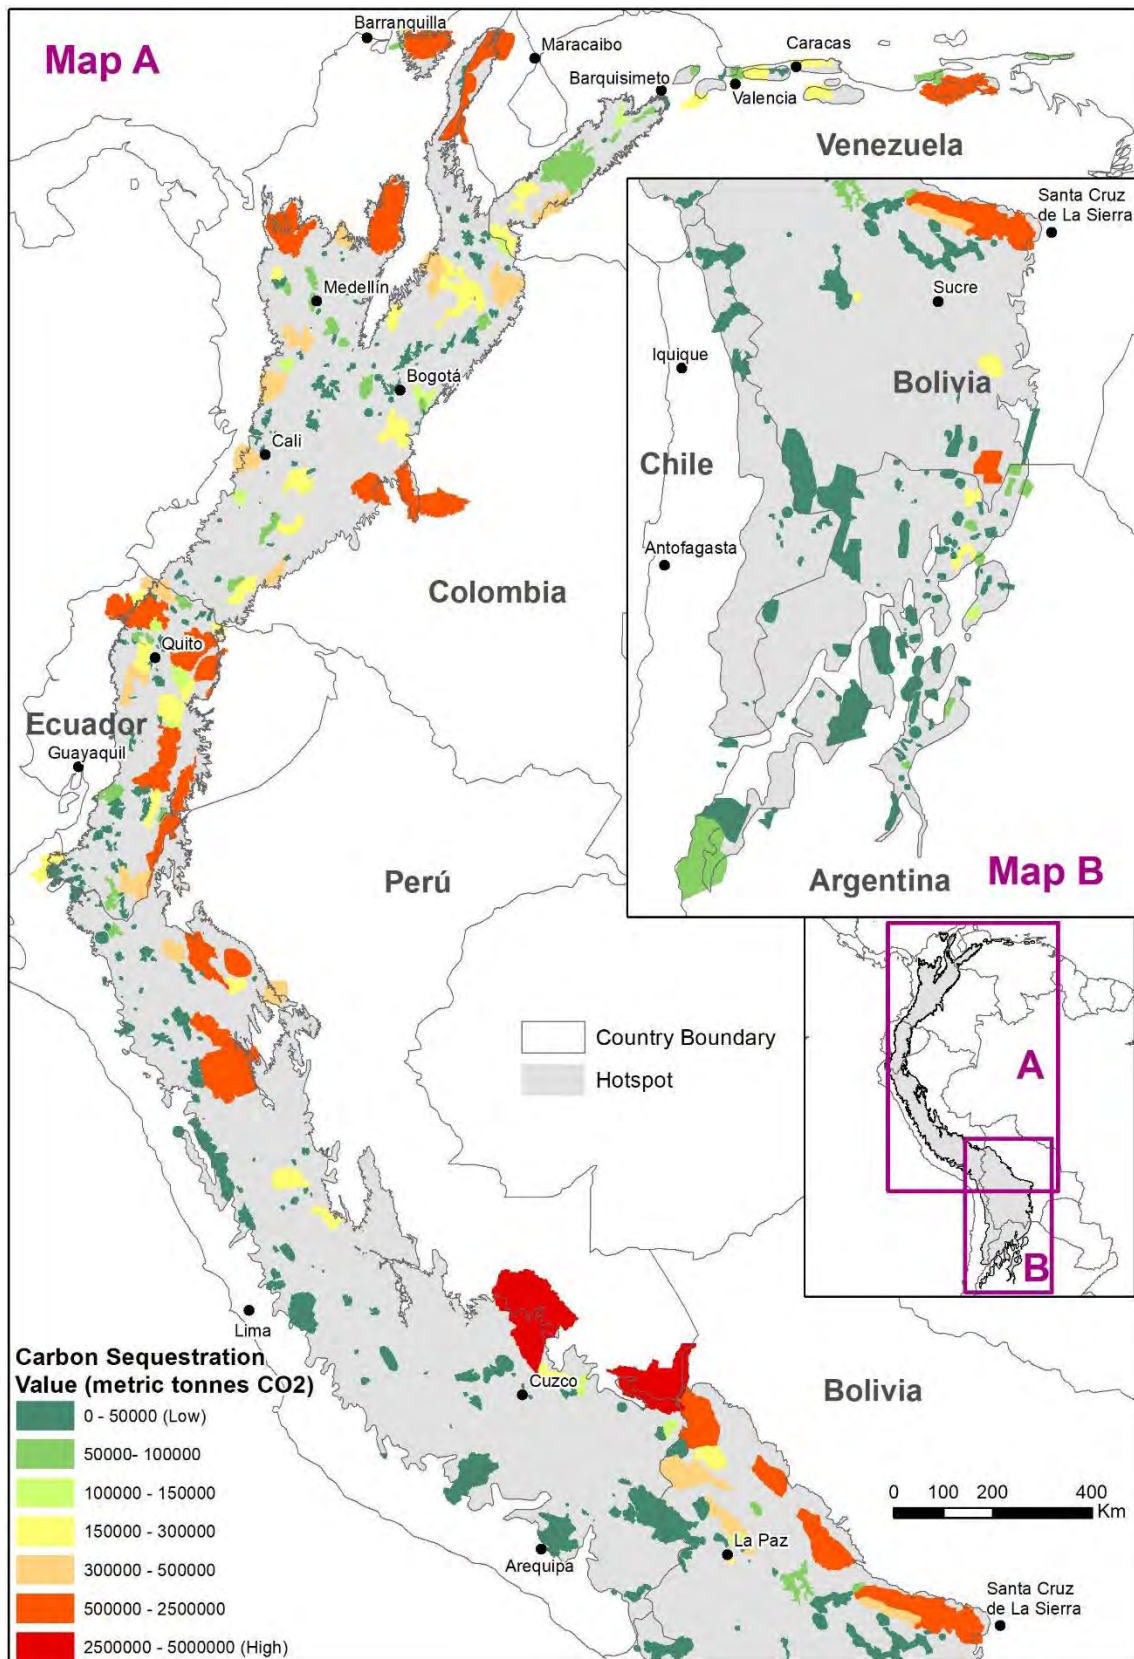 Map A
Barranquilla
Maracaibo
Caracas
Barquisimeto
Valencia
Venezuela
Santa Cruz
de La Sierra
Medellín
Sucre
Iquique
Bolivia
Bogotá
Cali
Chile
Antofagasta
Colombia
Quito
Ecuador
Guayaquil
Perú
Argentina
Map B
Country Boundary
Hotspot
A
B
Lima
Cuzco
Bolivia
Arequipa
La Paz
Santa Cruz
de La Sierra
0 100 200 400
Km
Carbon Sequestration
Value (metric tonnes CO2)
0 - 50000 (Low)
50000- 100000
100000 - 150000
150000 - 300000
300000 - 500000
500000 - 2500000
2500000 - 5000000 (High)